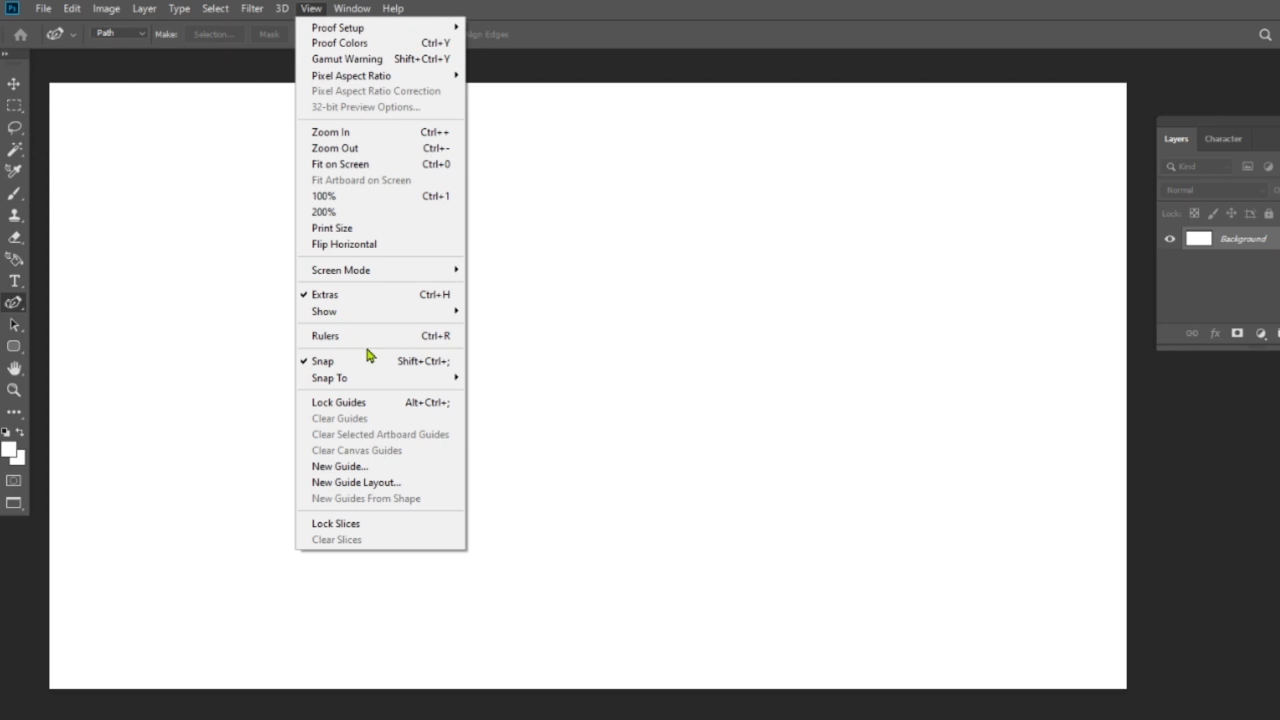 Ps File Edit Image Layer Type Select Filter 3D View Window Help
Path Make: Selection... Mask Align Edges
Proof Setup
Proof Colors Ctrl+Y
Gamut Warning Shift+Ctrl+Y
Pixel Aspect Ratio
Pixel Aspect Ratio Correction
32-bit Preview Options...
Zoom In Ctrl++
Zoom Out Ctrl+-
Fit on Screen Ctrl+0
Fit Artboard on Screen
100% Ctrl+1
200%
Print Size
Flip Horizontal
Screen Mode
Extras Ctrl+H
Show
Rulers Ctrl+R
Snap Shift+Ctrl+;
Snap To
Lock Guides Alt+Ctrl+;
Clear Guides
Clear Selected Artboard Guides
Clear Canvas Guides
New Guide...
New Guide Layout...
New Guides From Shape
Lock Slices
Clear Slices
Layers Character
Kind
Normal
Lock:
Background
fx